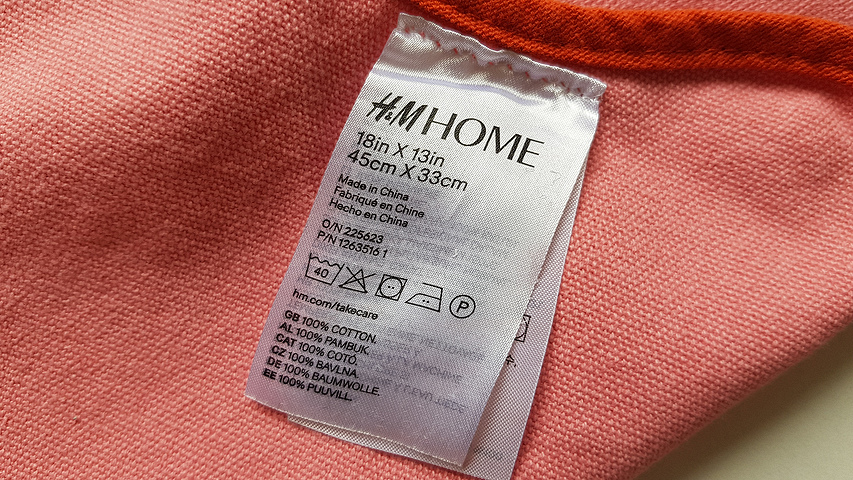 H&M HOME
18in X 13in
45cm X 33cm
Made in China
Fabriqué en Chine
Hecho en China
O/N 225623
P/N 1263516 1
40
P
hm.com/takecare
GB 100% COTTON.
AL 100% PAMBUK.
CAT 100% COTÓ.
CZ 100% BAVLNA.
DE 100% BAUMWOLLE.
EE 100% PUUVILL.